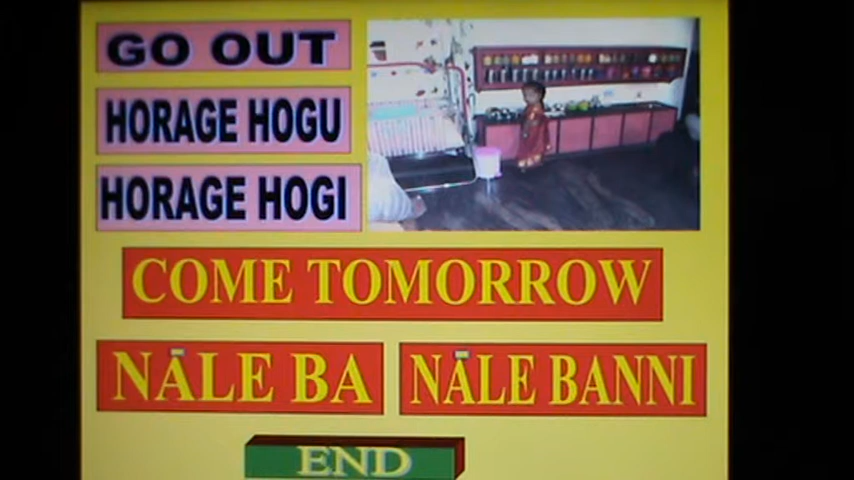 GO OUT
HORAGE HOGU
HORAGE HOGI
COME TOMORROW
NĀLE BA NĀLE BANNI
END